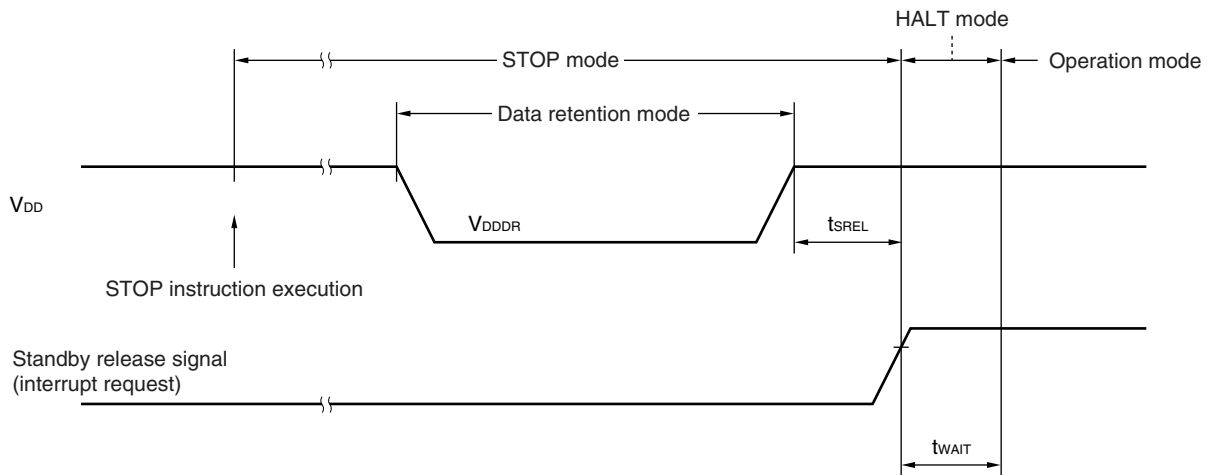 HALT mode
STOP mode
Operation mode
Data retention mode
VDD
VDDDR
tSREL
STOP instruction execution
Standby release signal
(interrupt request)
tWAIT